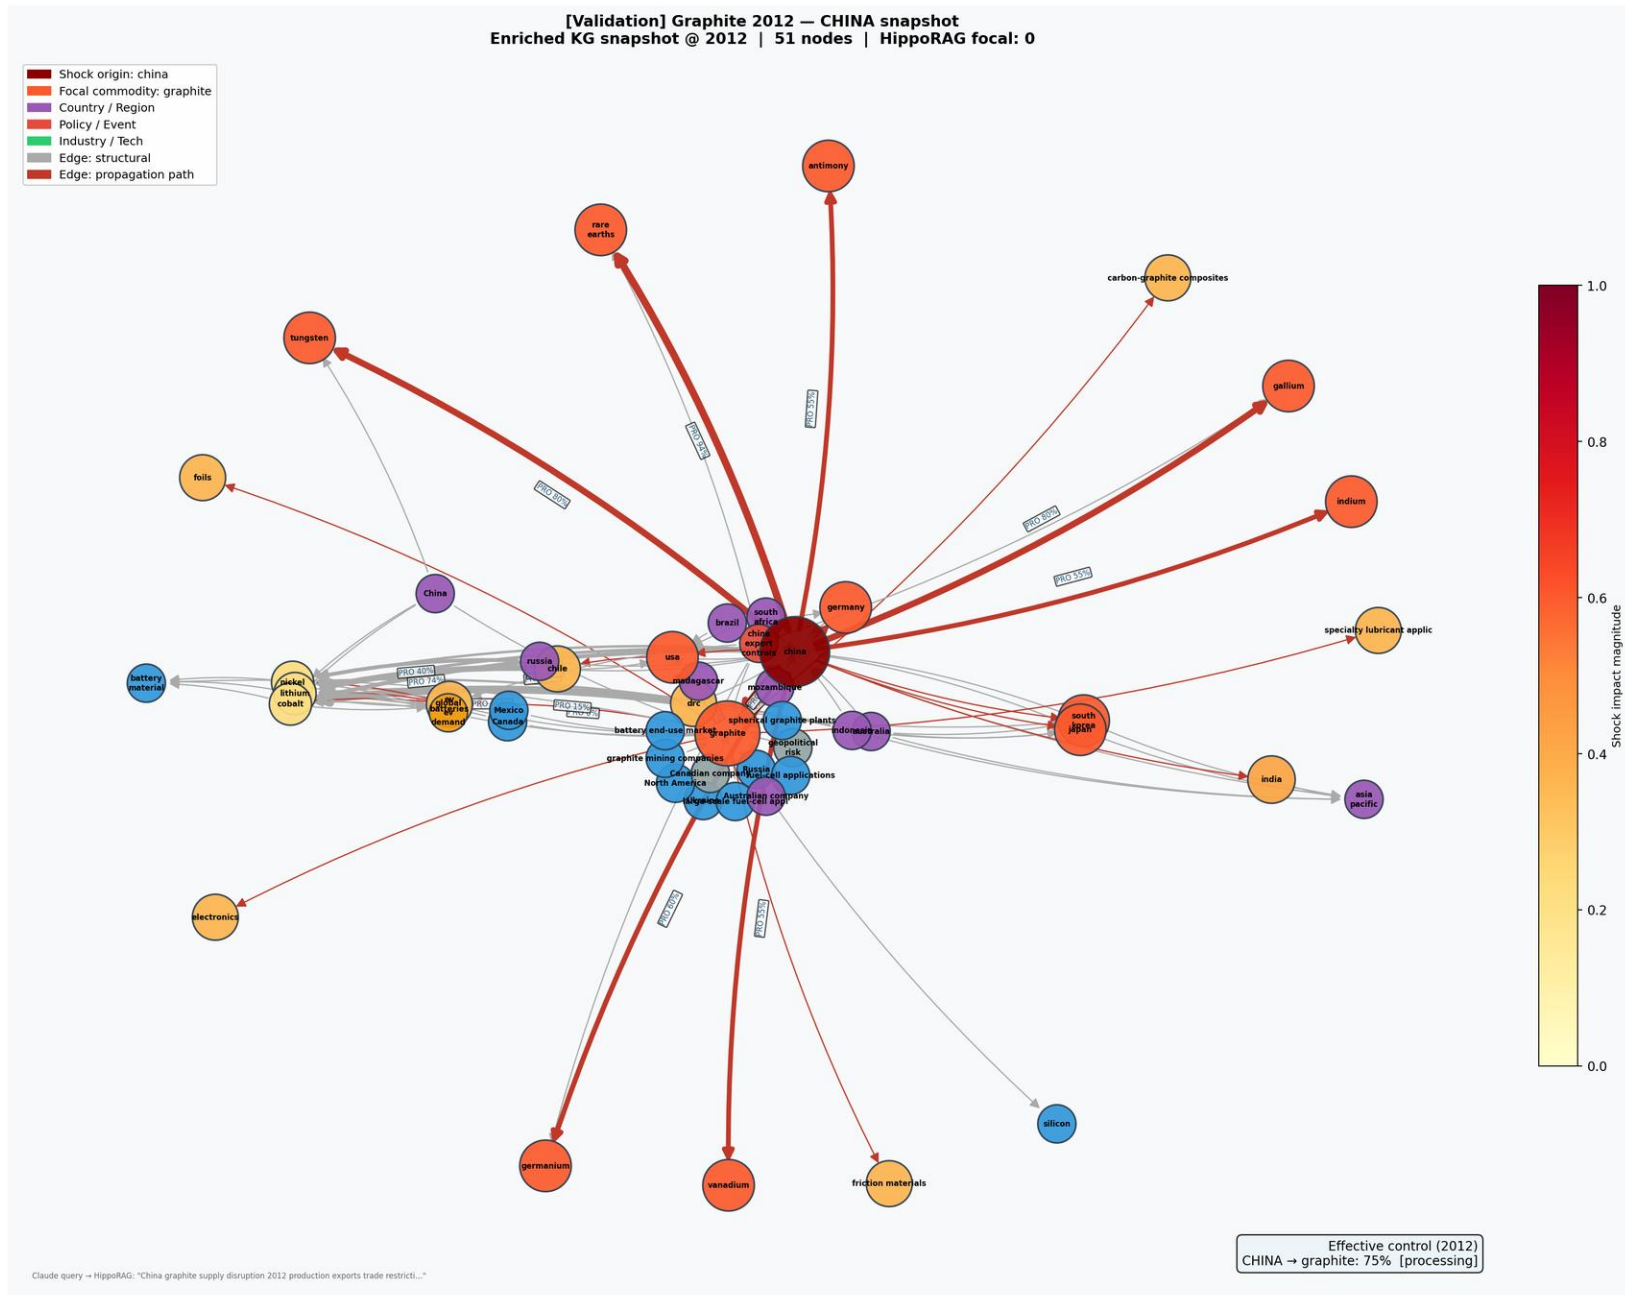 [Validation] Graphite 2012 — CHINA snapshot
Enriched KG snapshot @ 2012  |  51 nodes  |  HippoRAG focal: 0
Shock origin: china
Focal commodity: graphite
Country / Region
Policy / Event
Industry / Tech
Edge: structural
Edge: propagation path
antimony
rare
earths
carbon-graphite composites
tungsten
gallium
PRO 55%
PRO 94%
foils
PRO 80%
indium
PRO 80%
PRO 55%
China
germany
south
africa
brazil
china
export
controls
china
specialty lubricant applic
usa
russia
chile
PRO 40%
PRO 74%
battery
material
nickel
lithium
cobalt
madagascar
mozambique
drc
global
ev
batteries
demand
PRO 15%
Mexico
Canada
spherical graphite plants
battery end-use market
graphite
indonesia
australia
south
korea
japan
geopolitical
risk
graphite mining companies
Canadian company
Russia
fuel-cell applications
North America
Australian company
large-scale fuel-cell appl
india
asia
pacific
electronics
PRO 60%
PRO 55%
silicon
germanium
vanadium
friction materials
1.0
0.8
0.6
0.4
0.2
0.0
Shock impact magnitude
Effective control (2012)
CHINA → graphite: 75%  [processing]
Claude query → HippoRAG: "China graphite supply disruption 2012 production exports trade restricti..."